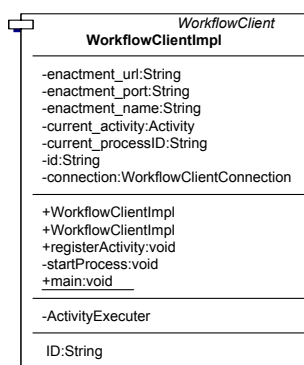 WorkflowClient
WorkflowClientImpl
-enactment_url:String
-enactment_port:String
-enactment_name:String
-current_activity:Activity
-current_processID:String
-id:String
-connection:WorkflowClientConnection
+WorkflowClientImpl
+WorkflowClientImpl
+registerActivity:void
-startProcess:void
+main:void
-ActivityExecuter
ID:String